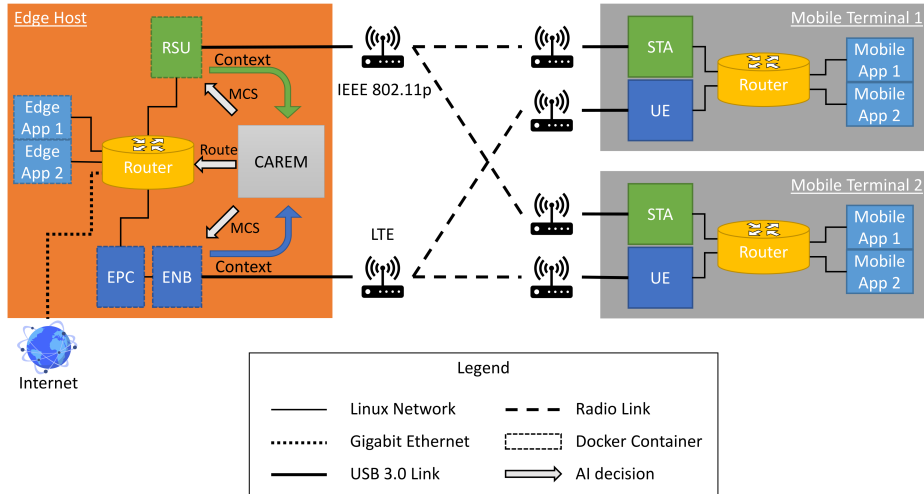 Edge Host
RSU
Context
MCS
Edge
App 1
Edge
App 2
Router
Route
CAREM
MCS
Context
EPC
ENB
Internet
IEEE 802.11p
LTE
Mobile Terminal 1
STA
UE
Router
Mobile
App 1
Mobile
App 2
Mobile Terminal 2
STA
UE
Router
Mobile
App 1
Mobile
App 2
Legend
Linux Network
Radio Link
Gigabit Ethernet
Docker Container
USB 3.0 Link
AI decision